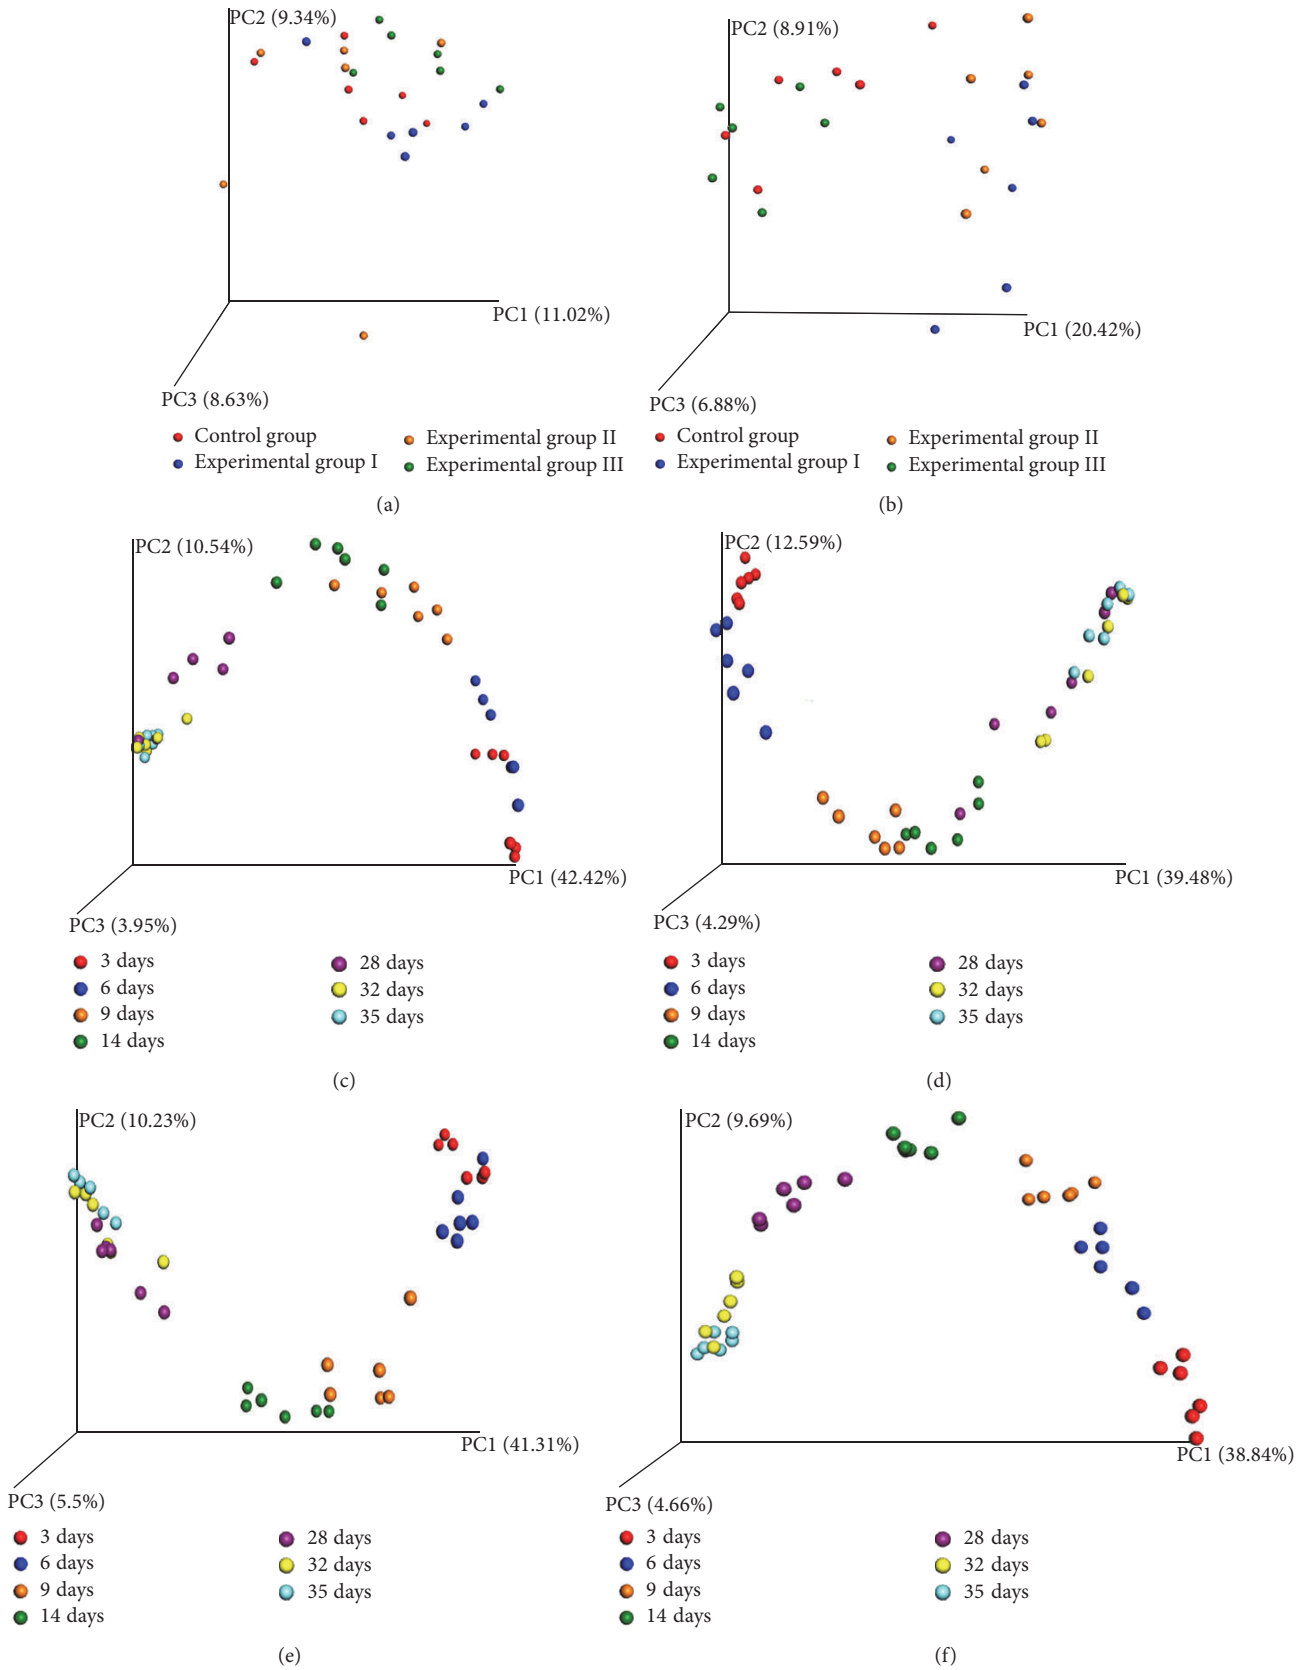 PC2 (9.34%)
PC1 (11.02%)
PC3 (8.63%)
Control group
Experimental group I
Experimental group II
Experimental group III
(a)
PC2 (8.91%)
PC1 (20.42%)
PC3 (6.88%)
Control group
Experimental group I
Experimental group II
Experimental group III
(b)
PC2 (10.54%)
PC1 (42.42%)
PC3 (3.95%)
3 days
6 days
9 days
14 days
28 days
32 days
35 days
(c)
PC2 (12.59%)
PC1 (39.48%)
PC3 (4.29%)
3 days
6 days
9 days
14 days
28 days
32 days
35 days
(d)
PC2 (10.23%)
PC1 (41.31%)
PC3 (5.5%)
3 days
6 days
9 days
14 days
28 days
32 days
35 days
(e)
PC2 (9.69%)
PC1 (38.84%)
PC3 (4.66%)
3 days
6 days
9 days
14 days
28 days
32 days
35 days
(f)